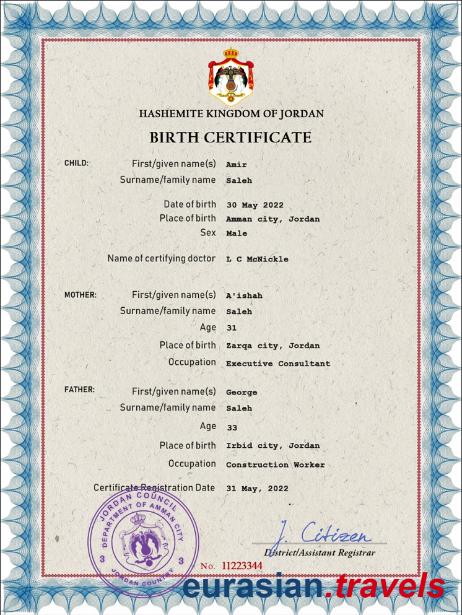 HASHEMITE KINGDOM OF JORDAN
BIRTH CERTIFICATE
CHILD: First/given name(s) Amir
Surname/family name Saleh
Date of birth 30 May 2022
Place of birth Amman city, Jordan
Sex Male
Name of certifying doctor L C McNickle
MOTHER: First/given name(s) A'ishah
Surname/family name Saleh
Age 31
Place of birth Zarqa city, Jordan
Occupation Executive Consultant
FATHER: First/given name(s) George
Surname/family name Saleh
Age 33
Place of birth Irbid city, Jordan
Occupation Construction Worker
Certificate Registration Date 31 May, 2022
JORDAN COUNCIL
DEPARTMENT OF AMMAN CITY
3 3
JORDAN COUNTRY
J. Citizen
District/Assistant Registrar
No. 11223344
eurasian.travels